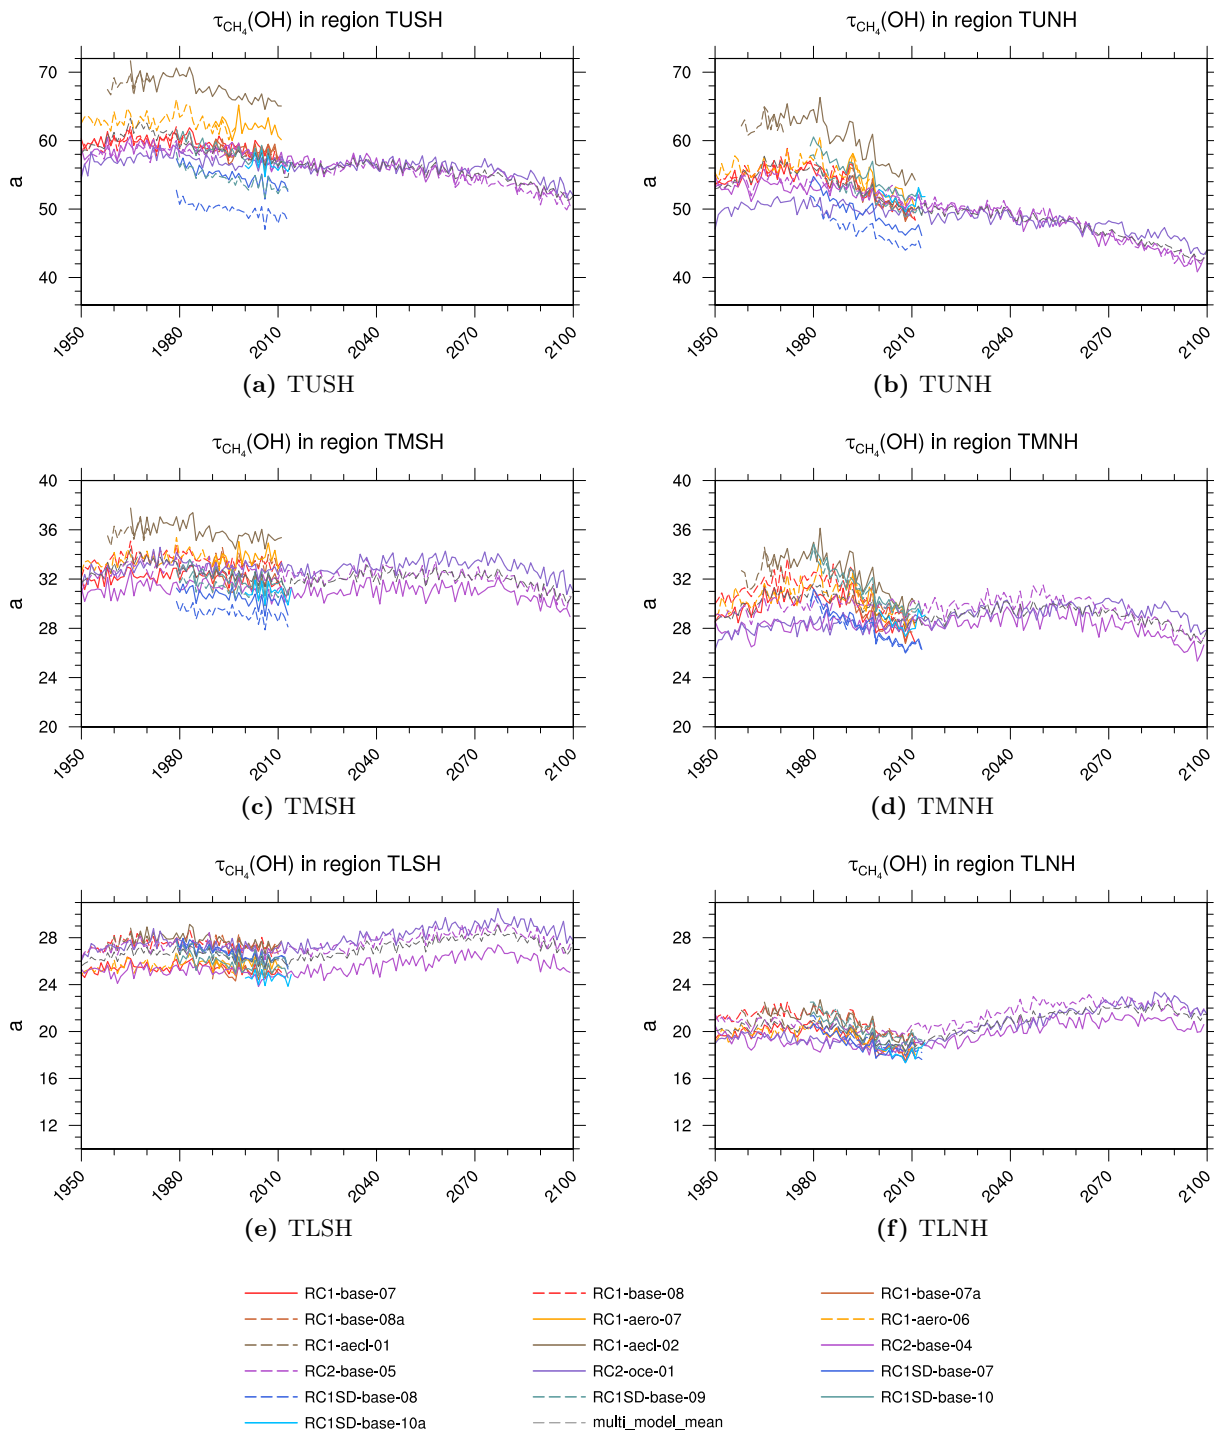 τCH4(OH) in region TUSH
a
70
60
50
40
1950 1980 2010 2040 2070 2100
(a) TUSH
τCH4(OH) in region TUNH
a
70
60
50
40
1950 1980 2010 2040 2070 2100
(b) TUNH
τCH4(OH) in region TMSH
a
40
36
32
28
24
20
1950 1980 2010 2040 2070 2100
(c) TMSH
τCH4(OH) in region TMNH
a
40
36
32
28
24
20
1950 1980 2010 2040 2070 2100
(d) TMNH
τCH4(OH) in region TLSH
a
28
24
20
16
12
1950 1980 2010 2040 2070 2100
(e) TLSH
τCH4(OH) in region TLNH
a
28
24
20
16
12
1950 1980 2010 2040 2070 2100
(f) TLNH
RC1-base-07 RC1-base-08 RC1-base-07a
RC1-base-08a RC1-aero-07 RC1-aero-06
RC1-aecl-01 RC1-aecl-02 RC2-base-04
RC2-base-05 RC2-oce-01 RC1SD-base-07
RC1SD-base-08 RC1SD-base-09 RC1SD-base-10
RC1SD-base-10a multi_model_mean